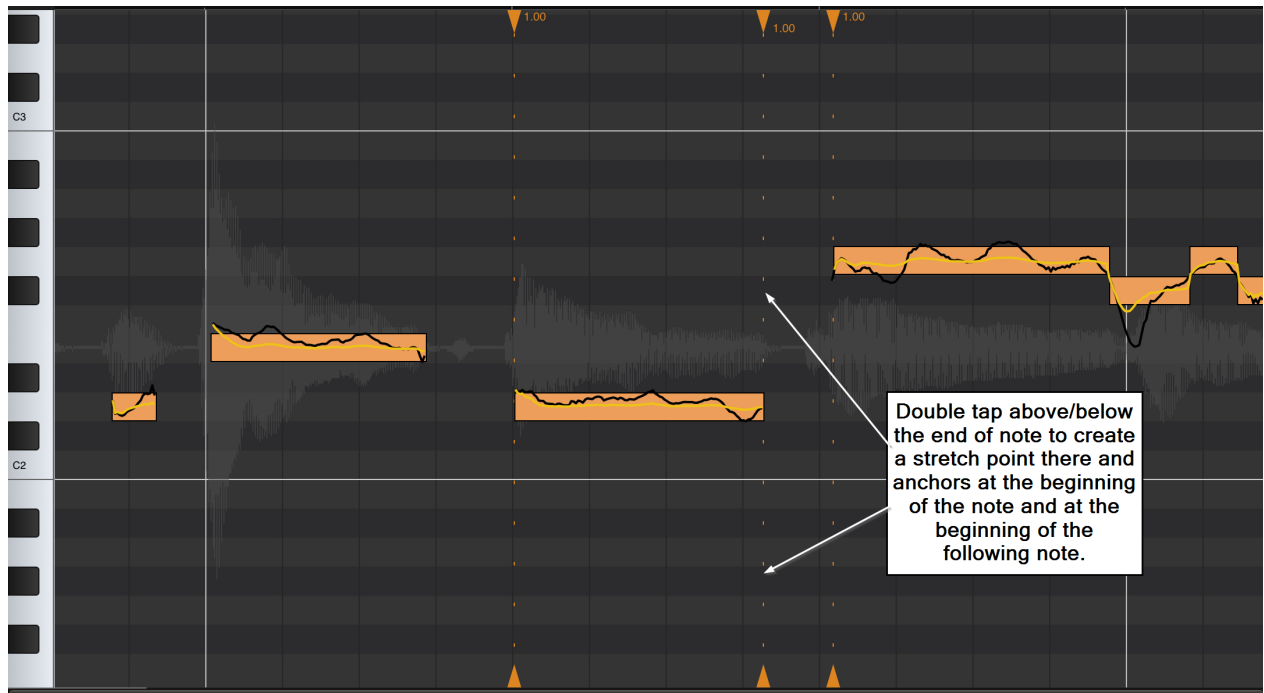 1.00
1.00
1.00
C3
Double tap above/below
the end of note to create
a stretch point there and
anchors at the beginning
of the note and at the
beginning of the
following note.
C2